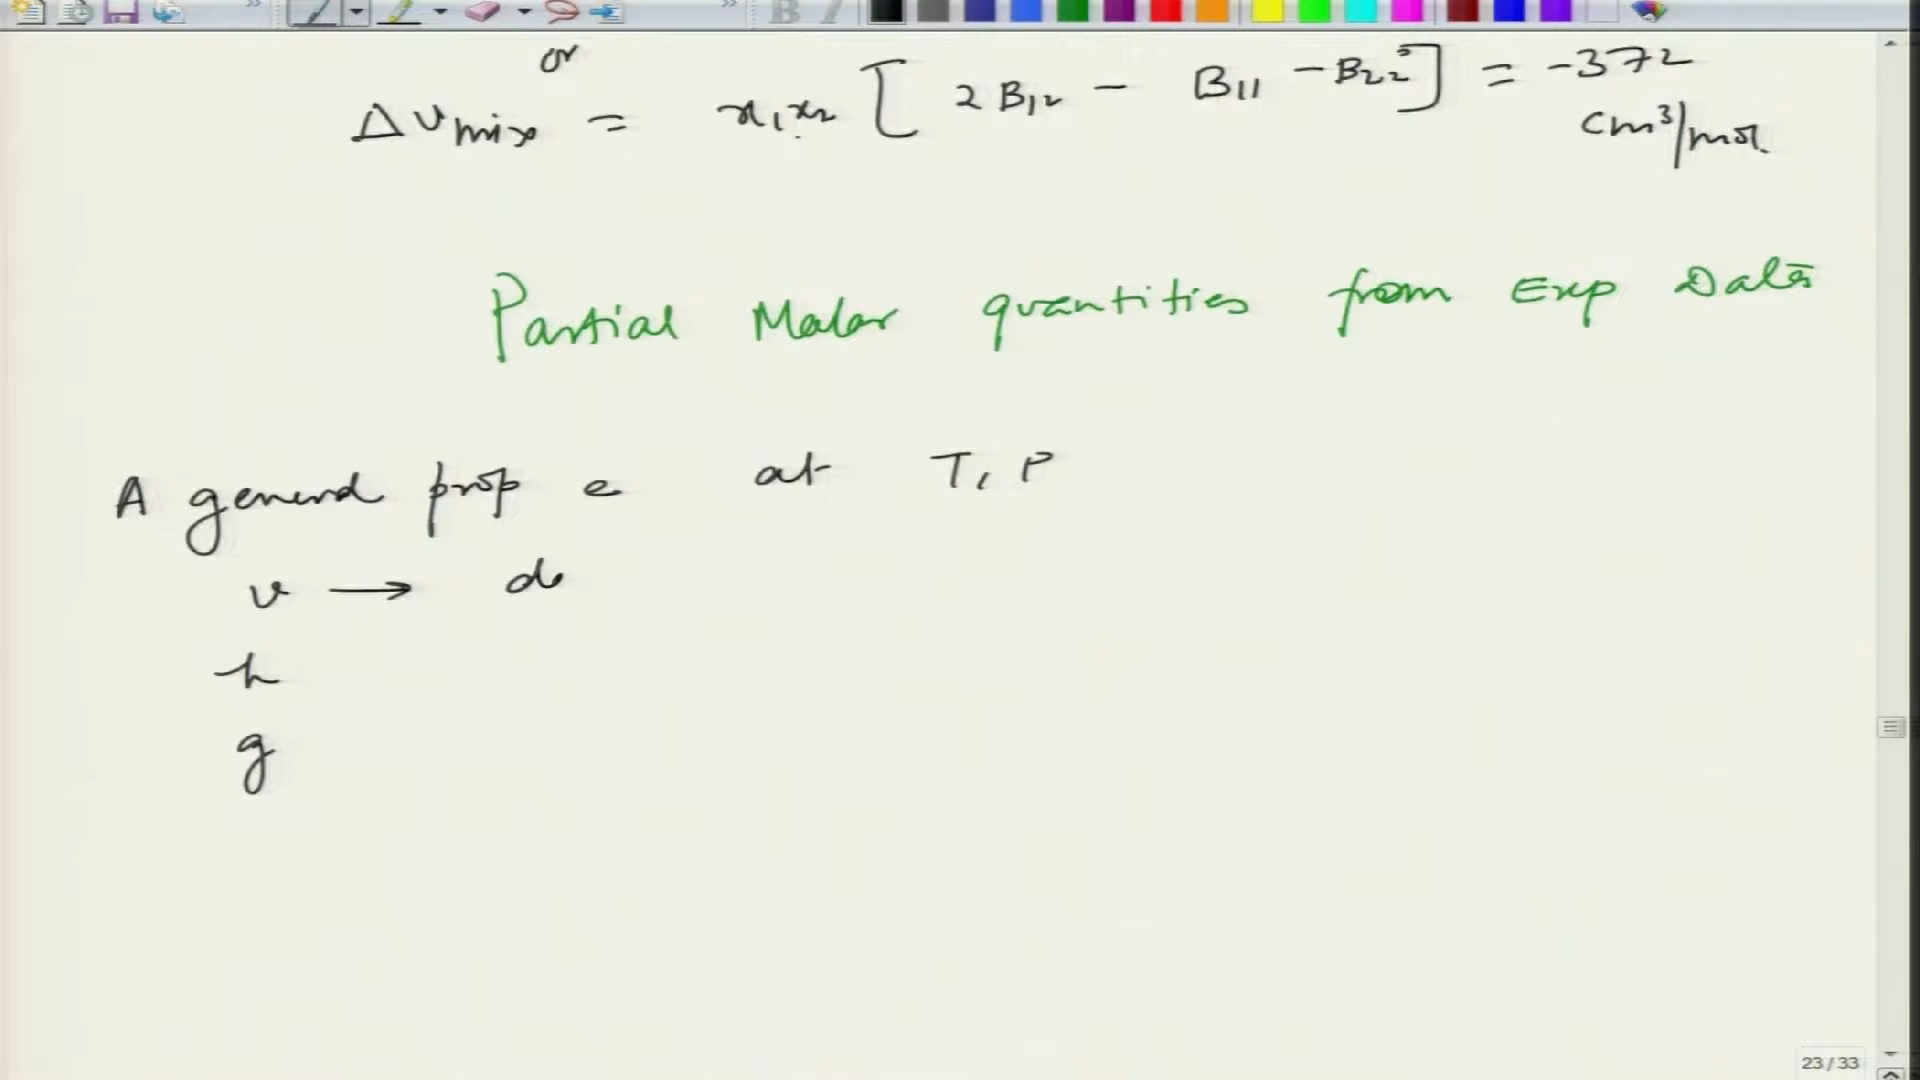 or
Δv_mix = x₁x₂ [ 2B₁₂ - B₁₁ - B₂₂ ] = -372
cm³/mol.
Partial Molar quantities from Exp Data
A general prop e at T, P
v → de
h
g
23 / 33